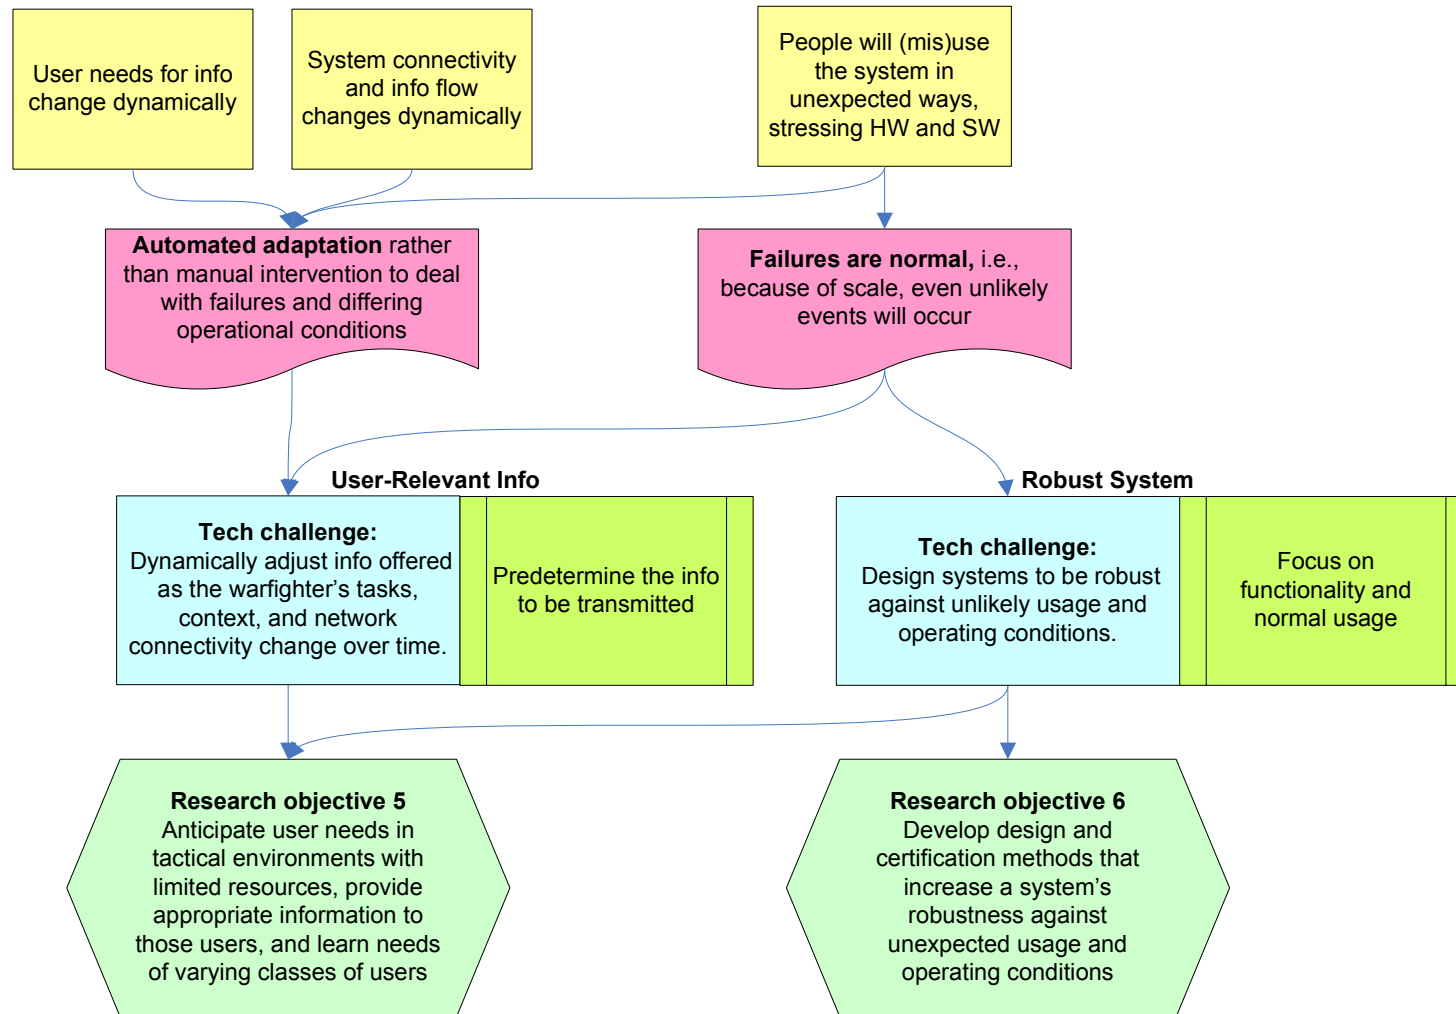 User needs for info
change dynamically
System connectivity
and info flow
changes dynamically
People will (mis)use
the system in
unexpected ways,
stressing HW and SW
Automated adaptation rather
than manual intervention to deal
with failures and differing
operational conditions
Failures are normal, i.e.,
because of scale, even unlikely
events will occur
User-Relevant Info
Tech challenge:
Dynamically adjust info offered
as the warfighter’s tasks,
context, and network
connectivity change over time.
Predetermine the info
to be transmitted
Robust System
Tech challenge:
Design systems to be robust
against unlikely usage and
operating conditions.
Focus on
functionality and
normal usage
Research objective 5
Anticipate user needs in
tactical environments with
limited resources, provide
appropriate information to
those users, and learn needs
of varying classes of users
Research objective 6
Develop design and
certification methods that
increase a system’s
robustness against
unexpected usage and
operating conditions